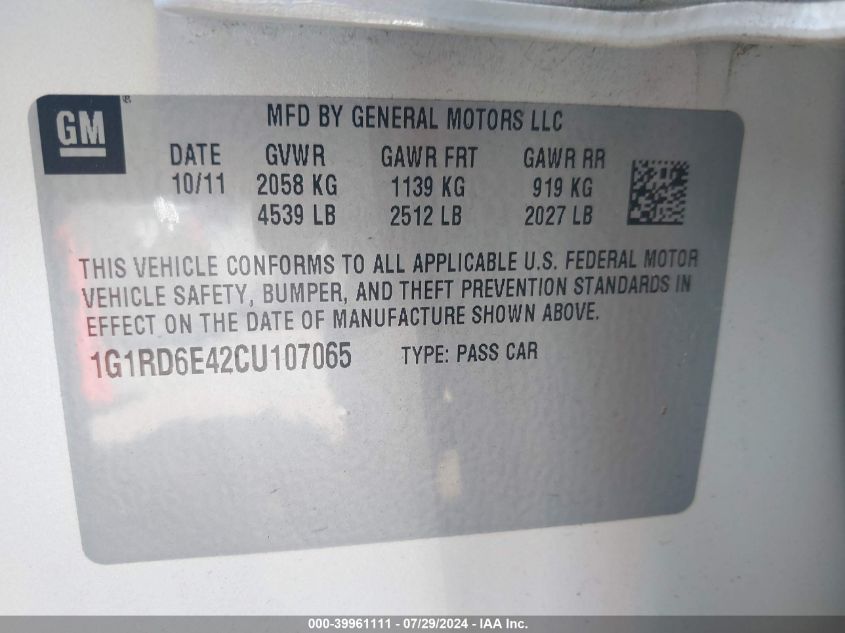 GM ®
MFD BY GENERAL MOTORS LLC
DATE GVWR GAWR FRT GAWR RR
10/11 2058 KG 1139 KG 919 KG
4539 LB 2512 LB 2027 LB
THIS VEHICLE CONFORMS TO ALL APPLICABLE U.S. FEDERAL MOTOR
VEHICLE SAFETY, BUMPER, AND THEFT PREVENTION STANDARDS IN
EFFECT ON THE DATE OF MANUFACTURE SHOWN ABOVE.
1G1RD6E42CU107065 TYPE: PASS CAR
000-39961111 - 07/29/2024 - IAA Inc.